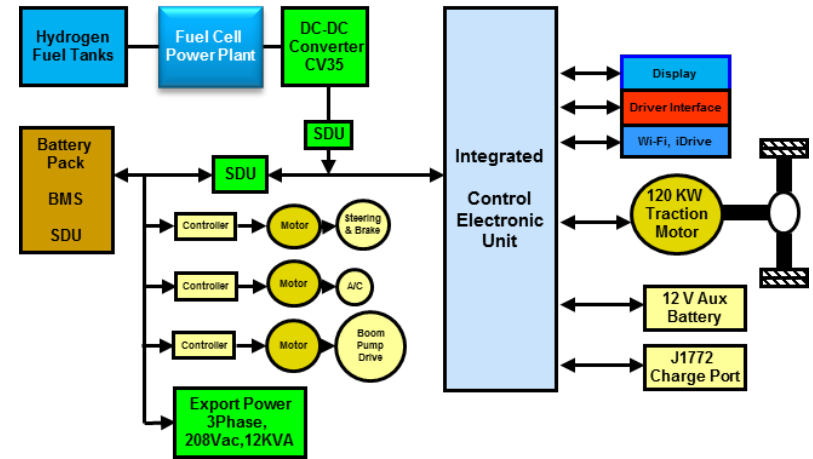 Hydrogen
Fuel Tanks
Fuel Cell
Power Plant
DC-DC
Converter
CV35
SDU
Battery
Pack
BMS
SDU
SDU
Controller
Motor
Steering
& Brake
Controller
Motor
A/C
Controller
Motor
Boom
Pump
Drive
Export Power
3Phase,
208Vac,12KVA
Integrated
Control
Electronic
Unit
Display
Driver Interface
Wi-Fi, iDrive
120 KW
Traction
Motor
12 V Aux
Battery
J1772
Charge Port